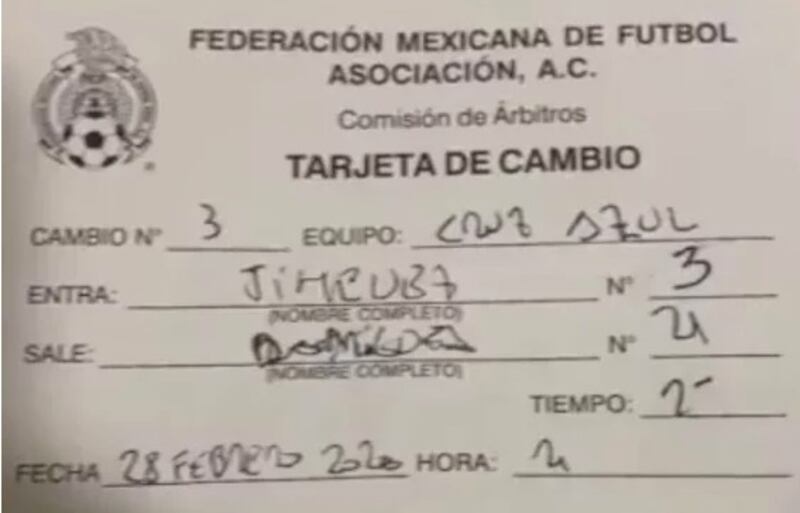 FEDERACIÓN MEXICANA DE FUTBOL
ASOCIACIÓN, A.C.
Comisión de Árbitros
TARJETA DE CAMBIO
CAMBIO N° 3 EQUIPO: CRUZ AZUL
ENTRA: N° 3
(NOMBRE COMPLETO)
SALE: N°
(NOMBRE COMPLETO)
TIEMPO: 2
FECHA 28 FEBRERO 2020 HORA: